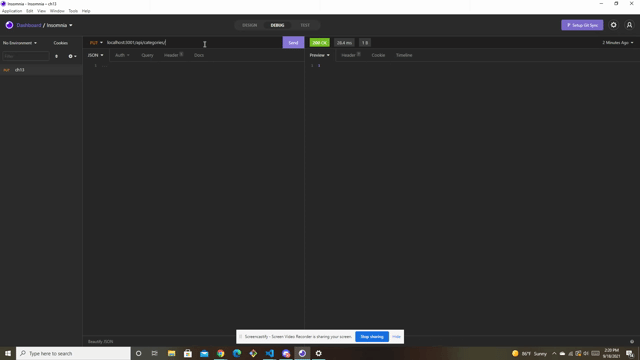 Insomnia - ch13
Application File Edit View Window Tools Help
Dashboard / Insomnia
DESIGN DEBUG TEST
Setup Git Sync
No Environment Cookies
PUT localhost:3001/api/categories/ Send
200 OK 28.4 ms 1 B 2 Minutes Ago
JSON Auth Query Header Docs
Preview Header Cookie Timeline
Filter
PUT ch13
1 ...
1
Beautify JSON
Screencastify - Screen Video Recorder is sharing your screen. Stop sharing Hide
Type here to search
86°F Sunny
2:20 PM
9/18/2021